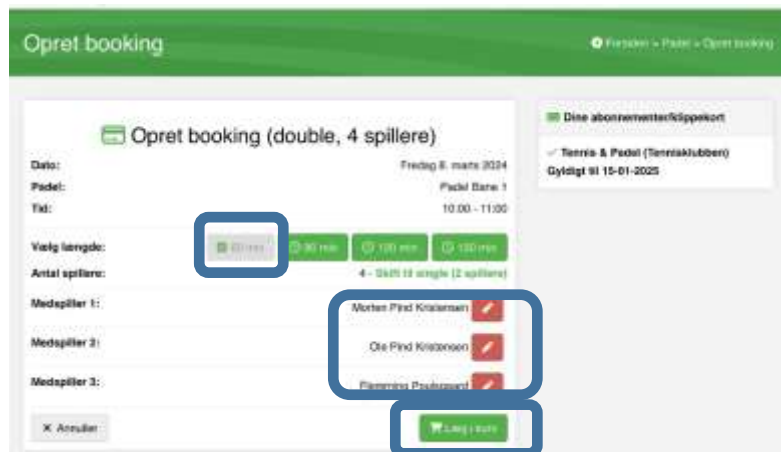 Opret booking
Forsiden » Padel » Opret booking
Opret booking (double, 4 spillere)
Dato: Fredag 8. marts 2024
Padel: Padel Bane 1
Tid: 10:00 - 11:00
Vælg længde: 60 min 90 min 120 min
Antal spillere: 4 - Skift til single (2 spillere)
Medspiller 1: Morten Pind Kristensen
Medspiller 2: Ole Pind Kristensen
Medspiller 3: Flemming
Annuller
Læg i kurv
Dine abonnementer/klippekort
Tennis & Padel (Tennisklubben)
Gyldigt til 15-01-2025